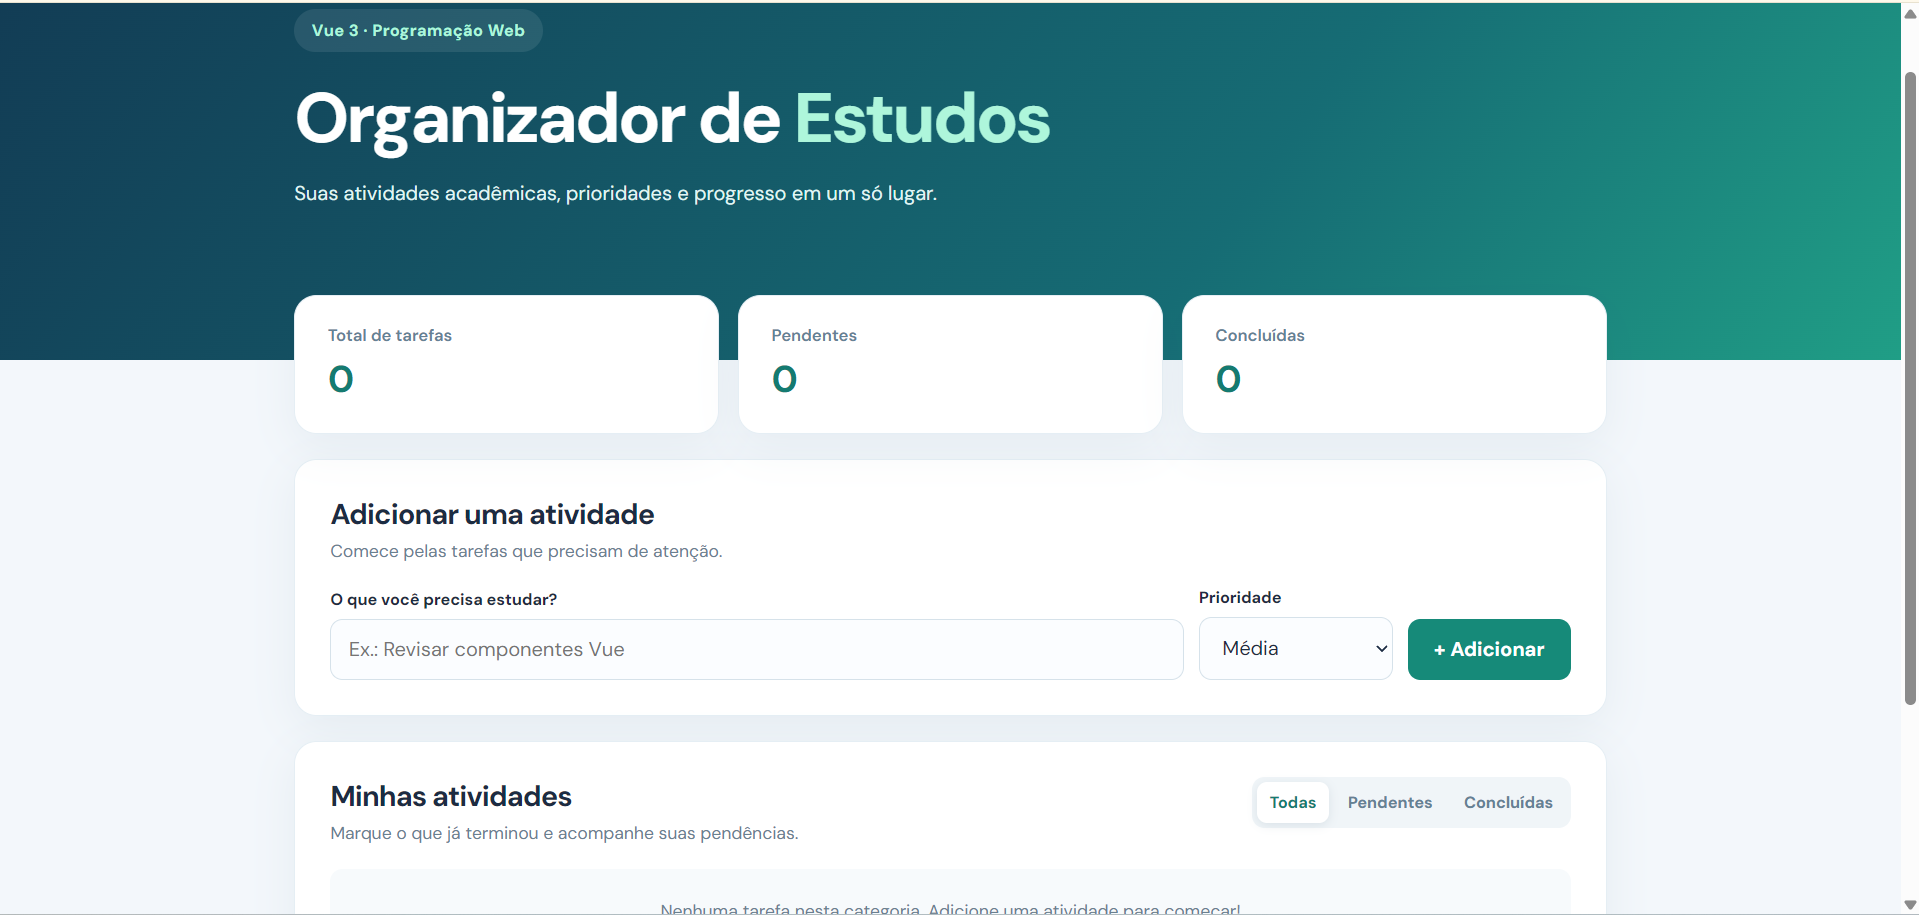 Vue 3 · Programação Web
Organizador de Estudos
Suas atividades acadêmicas, prioridades e progresso em um só lugar.
Total de tarefas
0
Pendentes
0
Concluídas
0
Adicionar uma atividade
Comece pelas tarefas que precisam de atenção.
O que você precisa estudar?
Ex.: Revisar componentes Vue
Prioridade
Média
+ Adicionar
Minhas atividades
Marque o que já terminou e acompanhe suas pendências.
Todas Pendentes Concluídas
Nenhuma tarefa nesta categoria. Adicione uma atividade para começar!